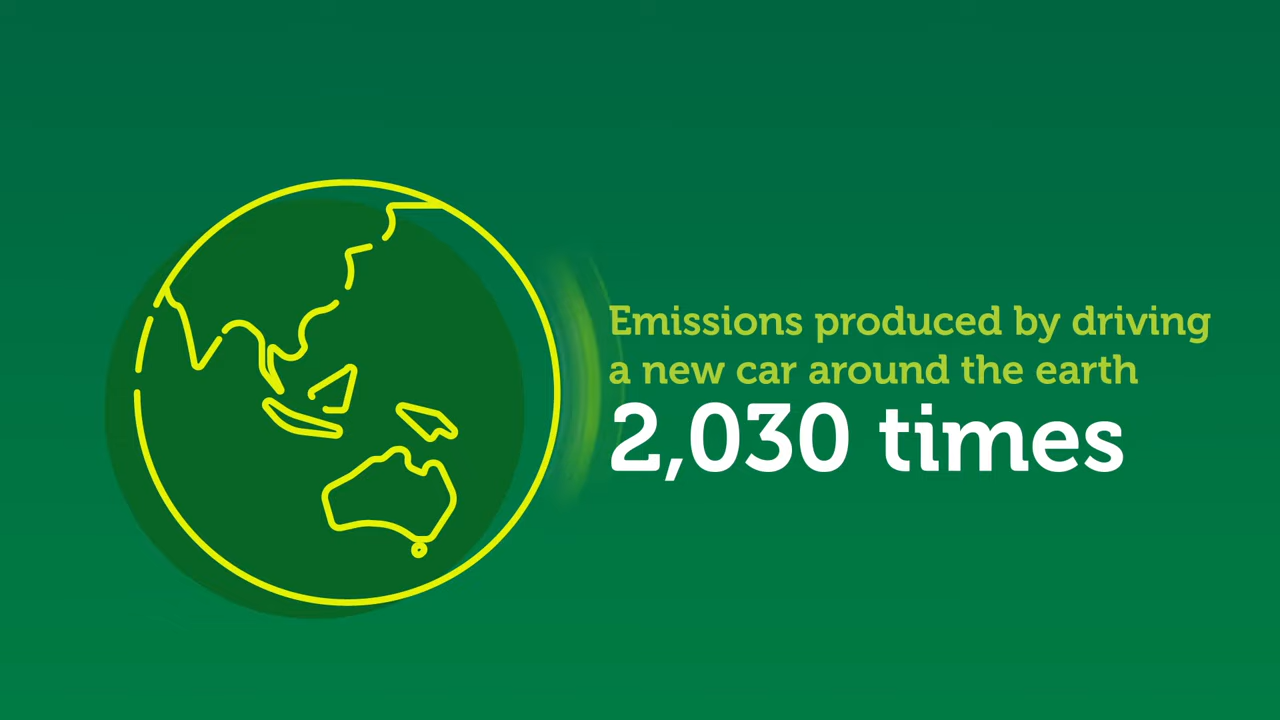 Emissions produced by driving
a new car around the earth
2,030 times